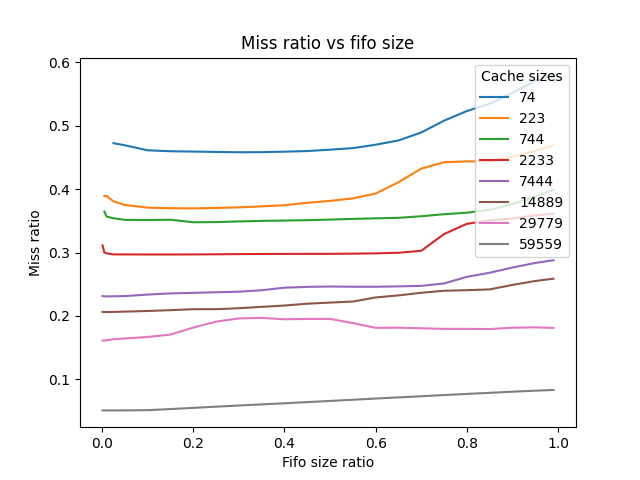 Miss ratio vs fifo size
Miss ratio
0.6
0.5
0.4
0.3
0.2
0.1
Cache sizes
74
223
744
2233
7444
14889
29779
59559
0.0 0.2 0.4 0.6 0.8 1.0
Fifo size ratio